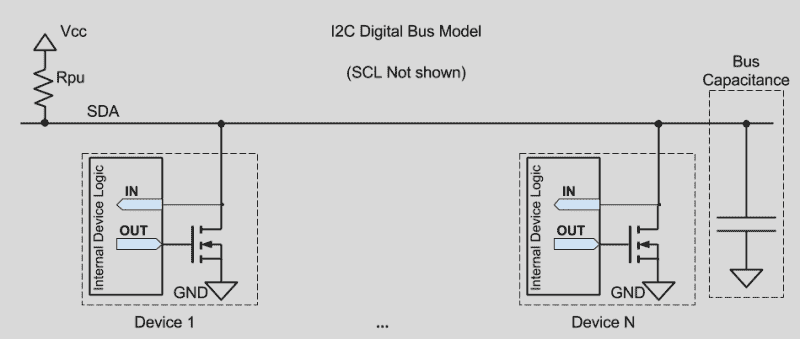 I2C Digital Bus Model
(SCL Not shown)
Vcc
Rpu
SDA
Bus
Capacitance
Internal Device Logic
IN
OUT
GND
Device 1
...
Internal Device Logic
IN
OUT
GND
Device N